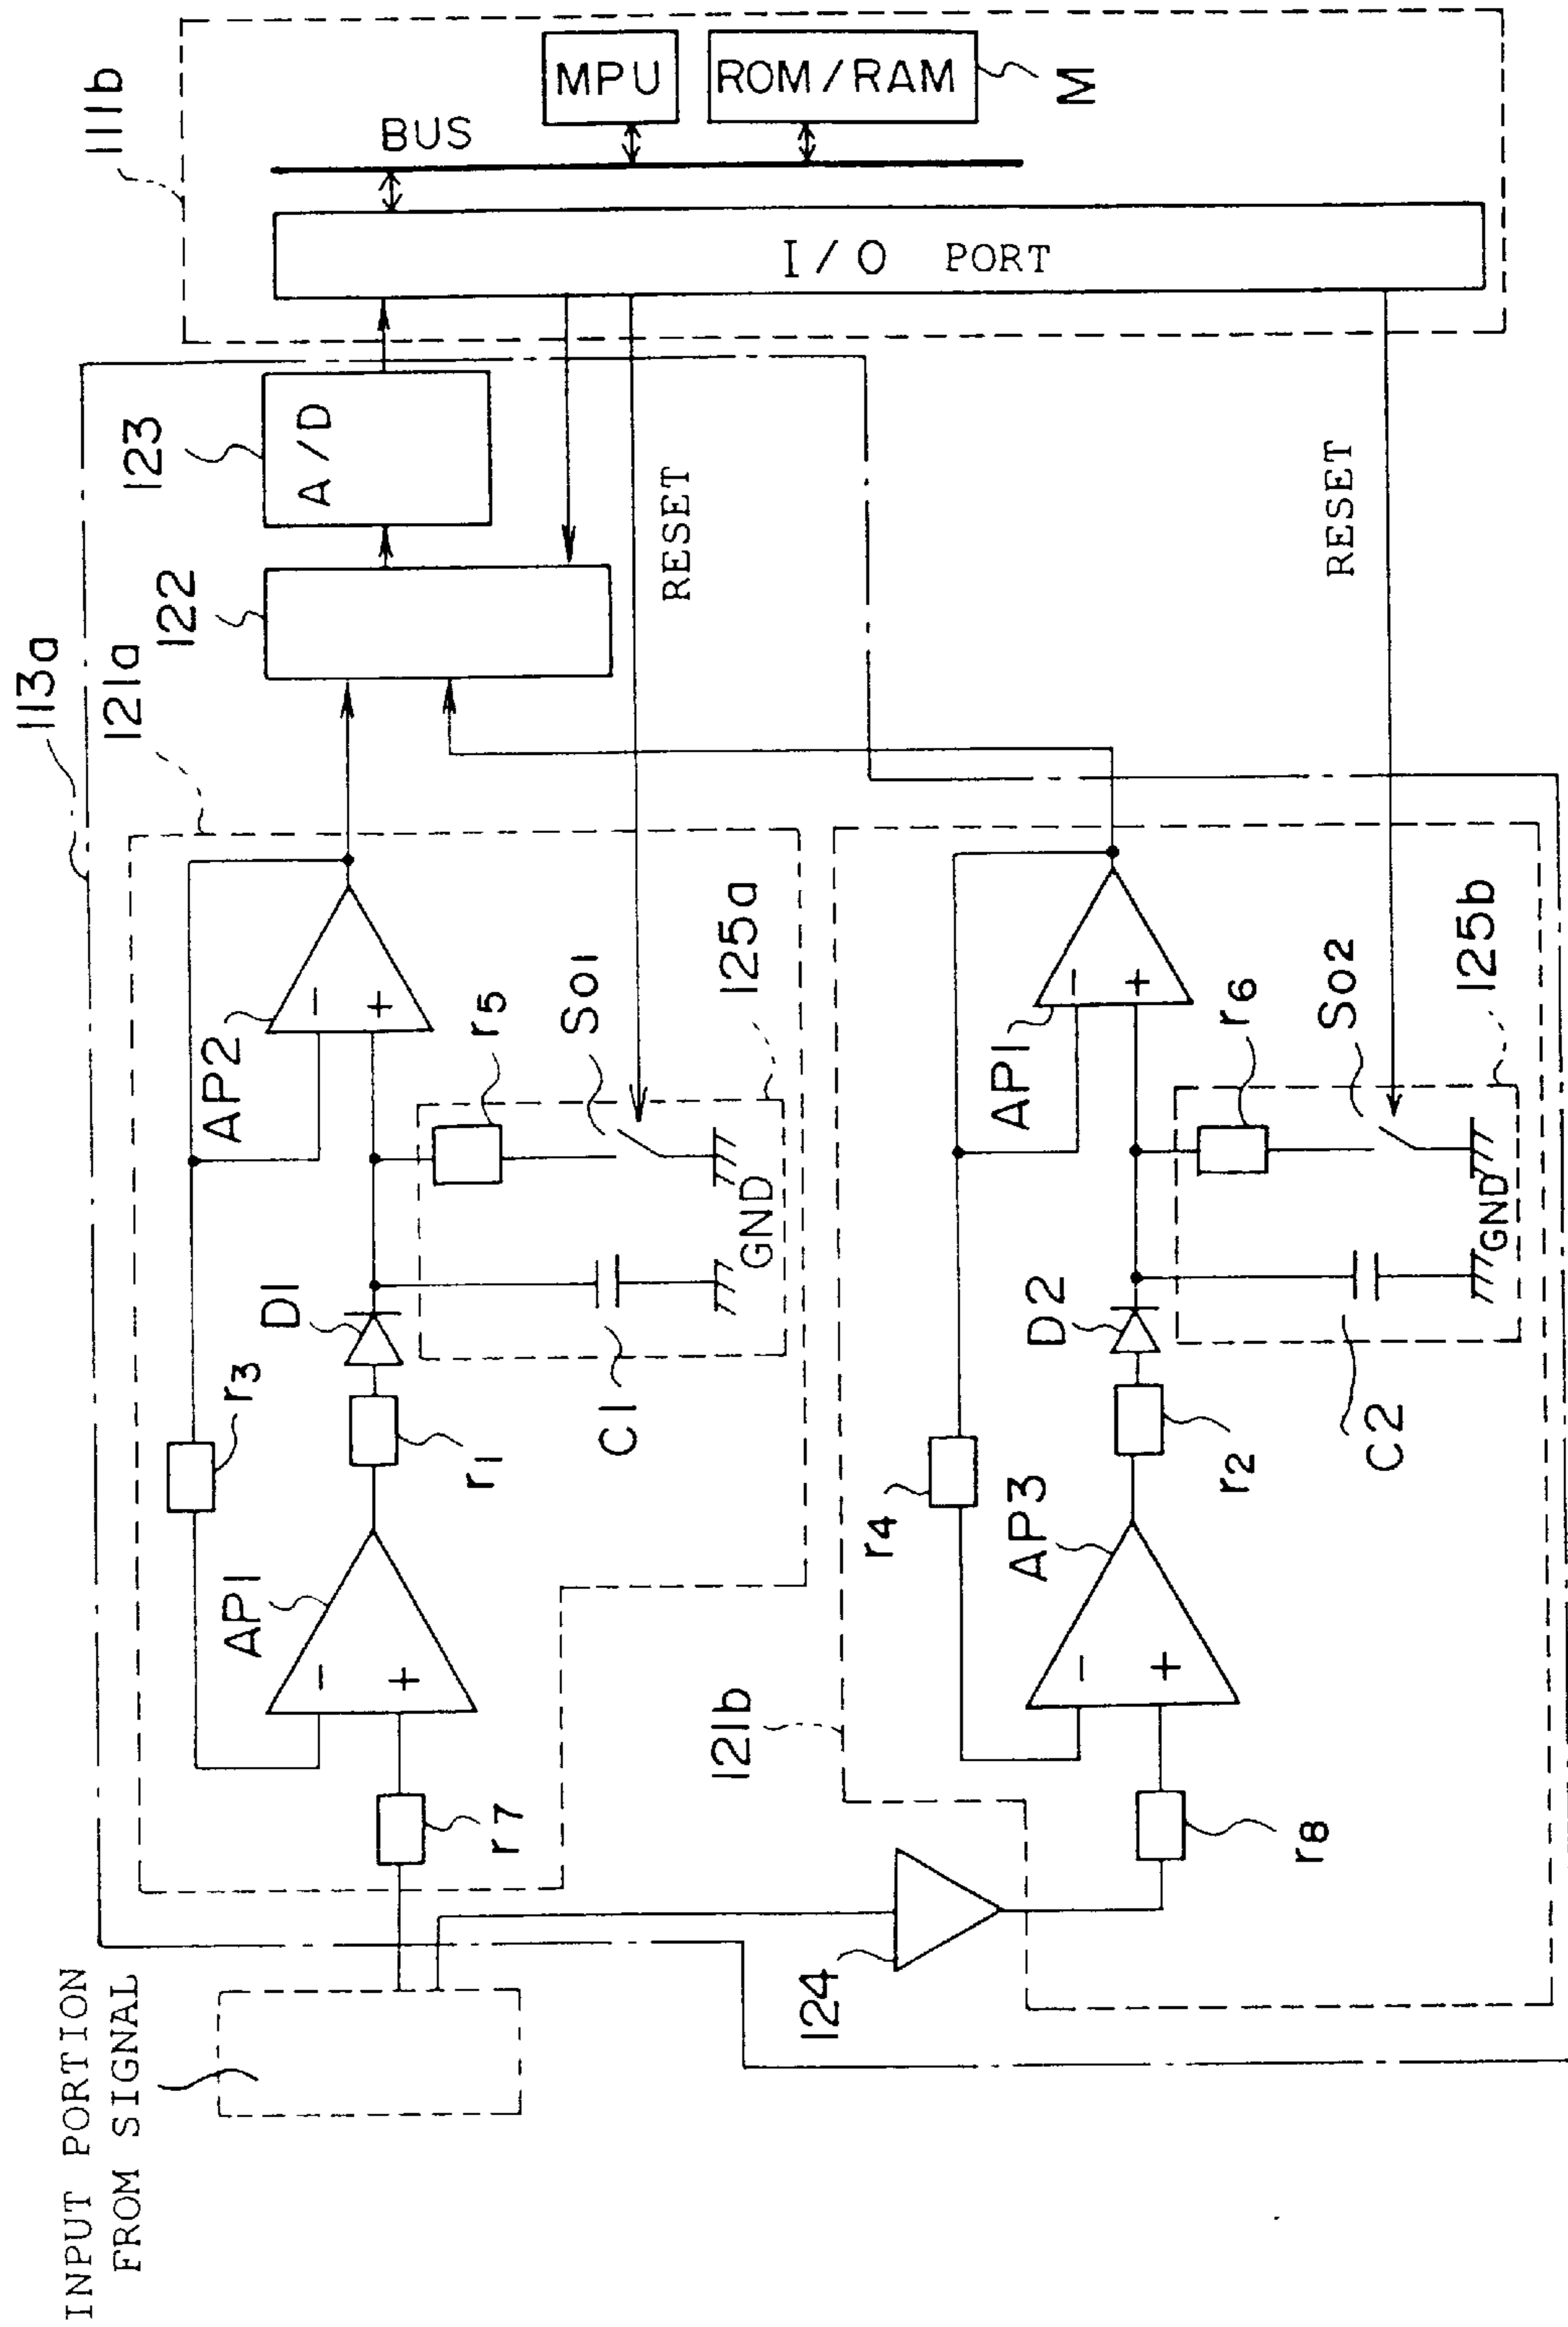 INPUT PORTION
FROM SIGNAL
113a
121a
122
123
A/D
111b
BUS
MPU
ROM/RAM
M
I/O PORT
RESET
RESET
r3
AP1
-
+
r7
r1
D1
AP2
-
+
r5
S01
125a
C1
GND
121b
124
r4
AP3
-
+
r8
r2
D2
AP1
-
+
r6
S02
125b
C2
GND